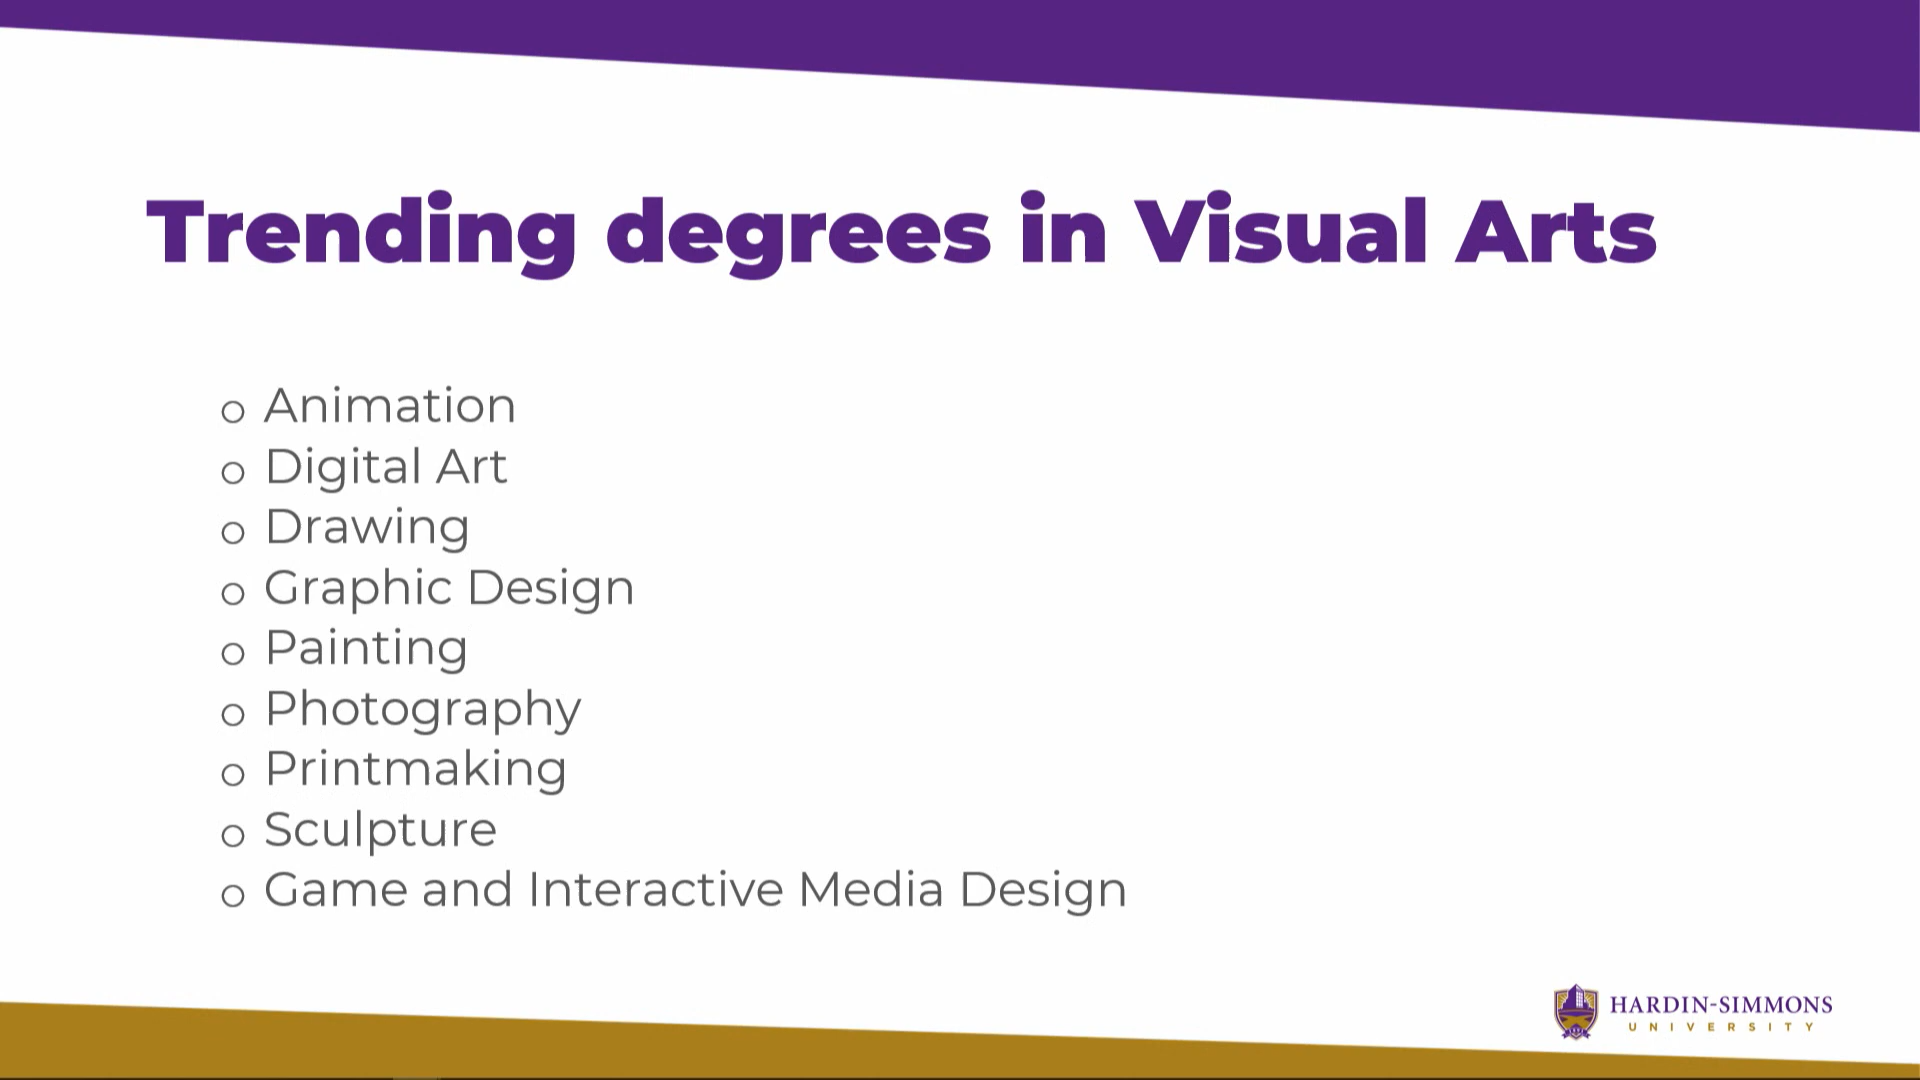 Trending degrees in Visual Arts
o Animation
o Digital Art
o Drawing
o Graphic Design
o Painting
o Photography
o Printmaking
o Sculpture
o Game and Interactive Media Design
HARDIN-SIMMONS
UNIVERSITY